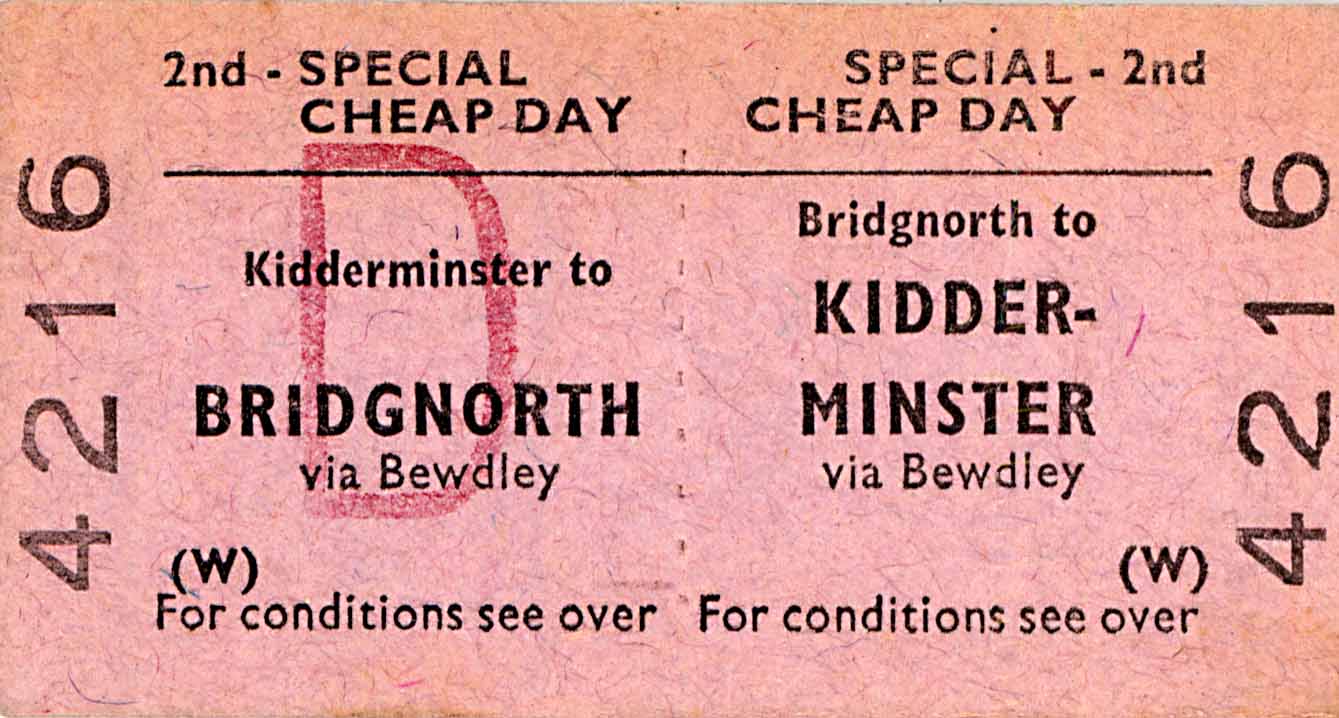 2nd - SPECIAL
CHEAP DAY
Kidderminster to
BRIDGNORTH
via Bewdley
(W)
For conditions see over
4216
D
SPECIAL - 2nd
CHEAP DAY
Bridgnorth to
KIDDER-
MINSTER
via Bewdley
(W)
For conditions see over
4216